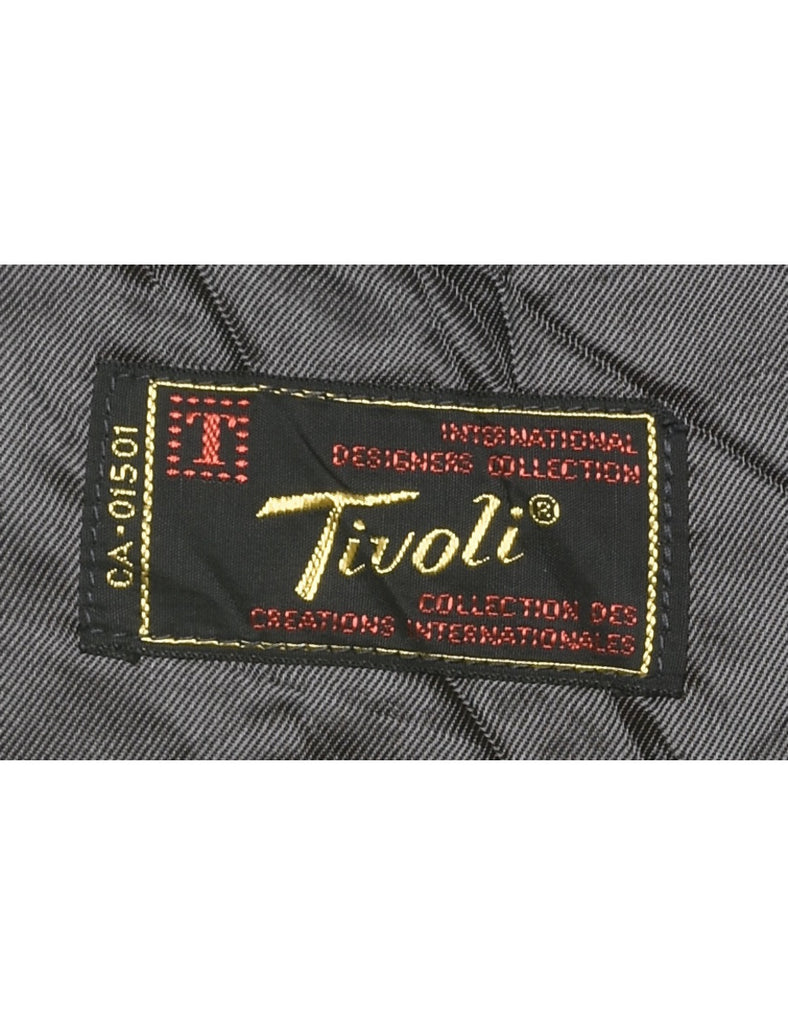 CA-01501
T
INTERNATIONAL
DESIGNERS COLLECTION
Tivoli®
COLLECTION DES
CREATIONS INTERNATIONALES